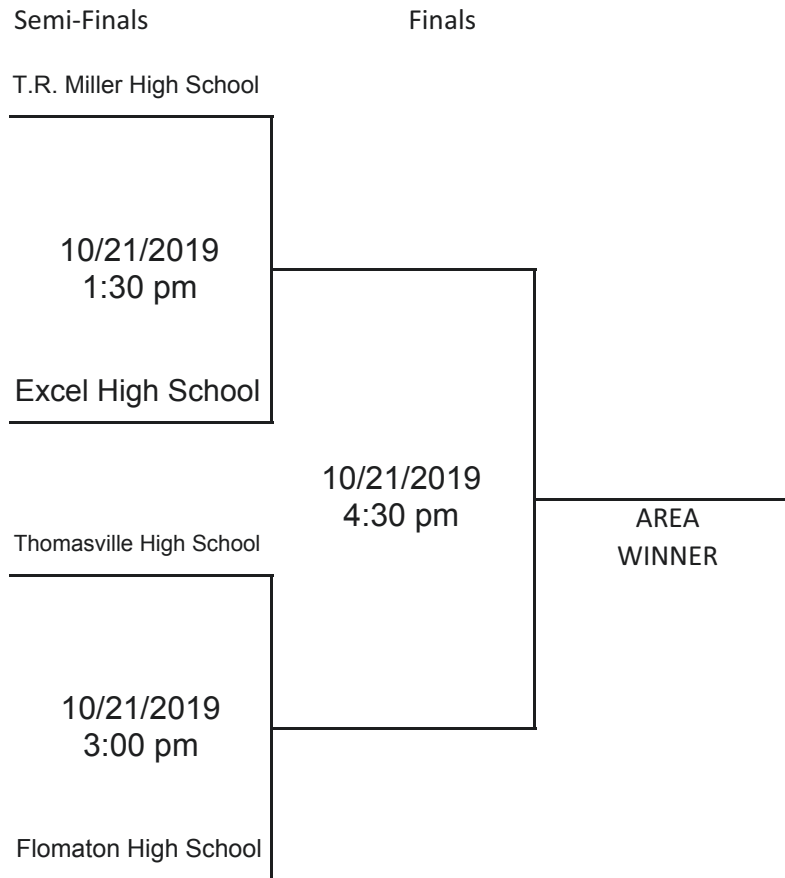 Semi-Finals
Finals
T.R. Miller High School
10/21/2019
1:30 pm
Excel High School
10/21/2019
4:30 pm
AREA
WINNER
Thomasville High School
10/21/2019
3:00 pm
Flomaton High School